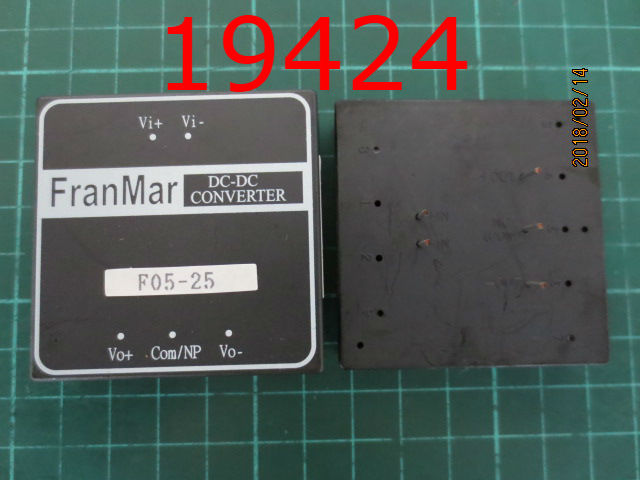 19424
2018/02/14
Vi+ Vi-
FranMar
DC-DC
CONVERTER
F05-25
Vo+ Com/NP Vo-